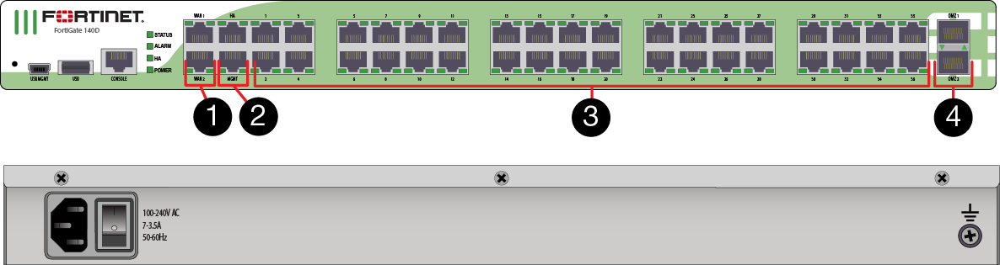 FORTINET
FortiGate 140D
WAN 1 HA 1 3 5 7 9 11 13 15 17 19 21 23 25 27 29 31 33 35 DMZ 1
STATUS
ALARM
HA
POWER
USB MGMT USB CONSOLE
WAN 2 MGMT 2 4 6 8 10 12 14 16 18 20 22 24 26 28 30 32 34 36 DMZ 2
1 2 3 4
100-240V AC
7-3.5A
50-60Hz